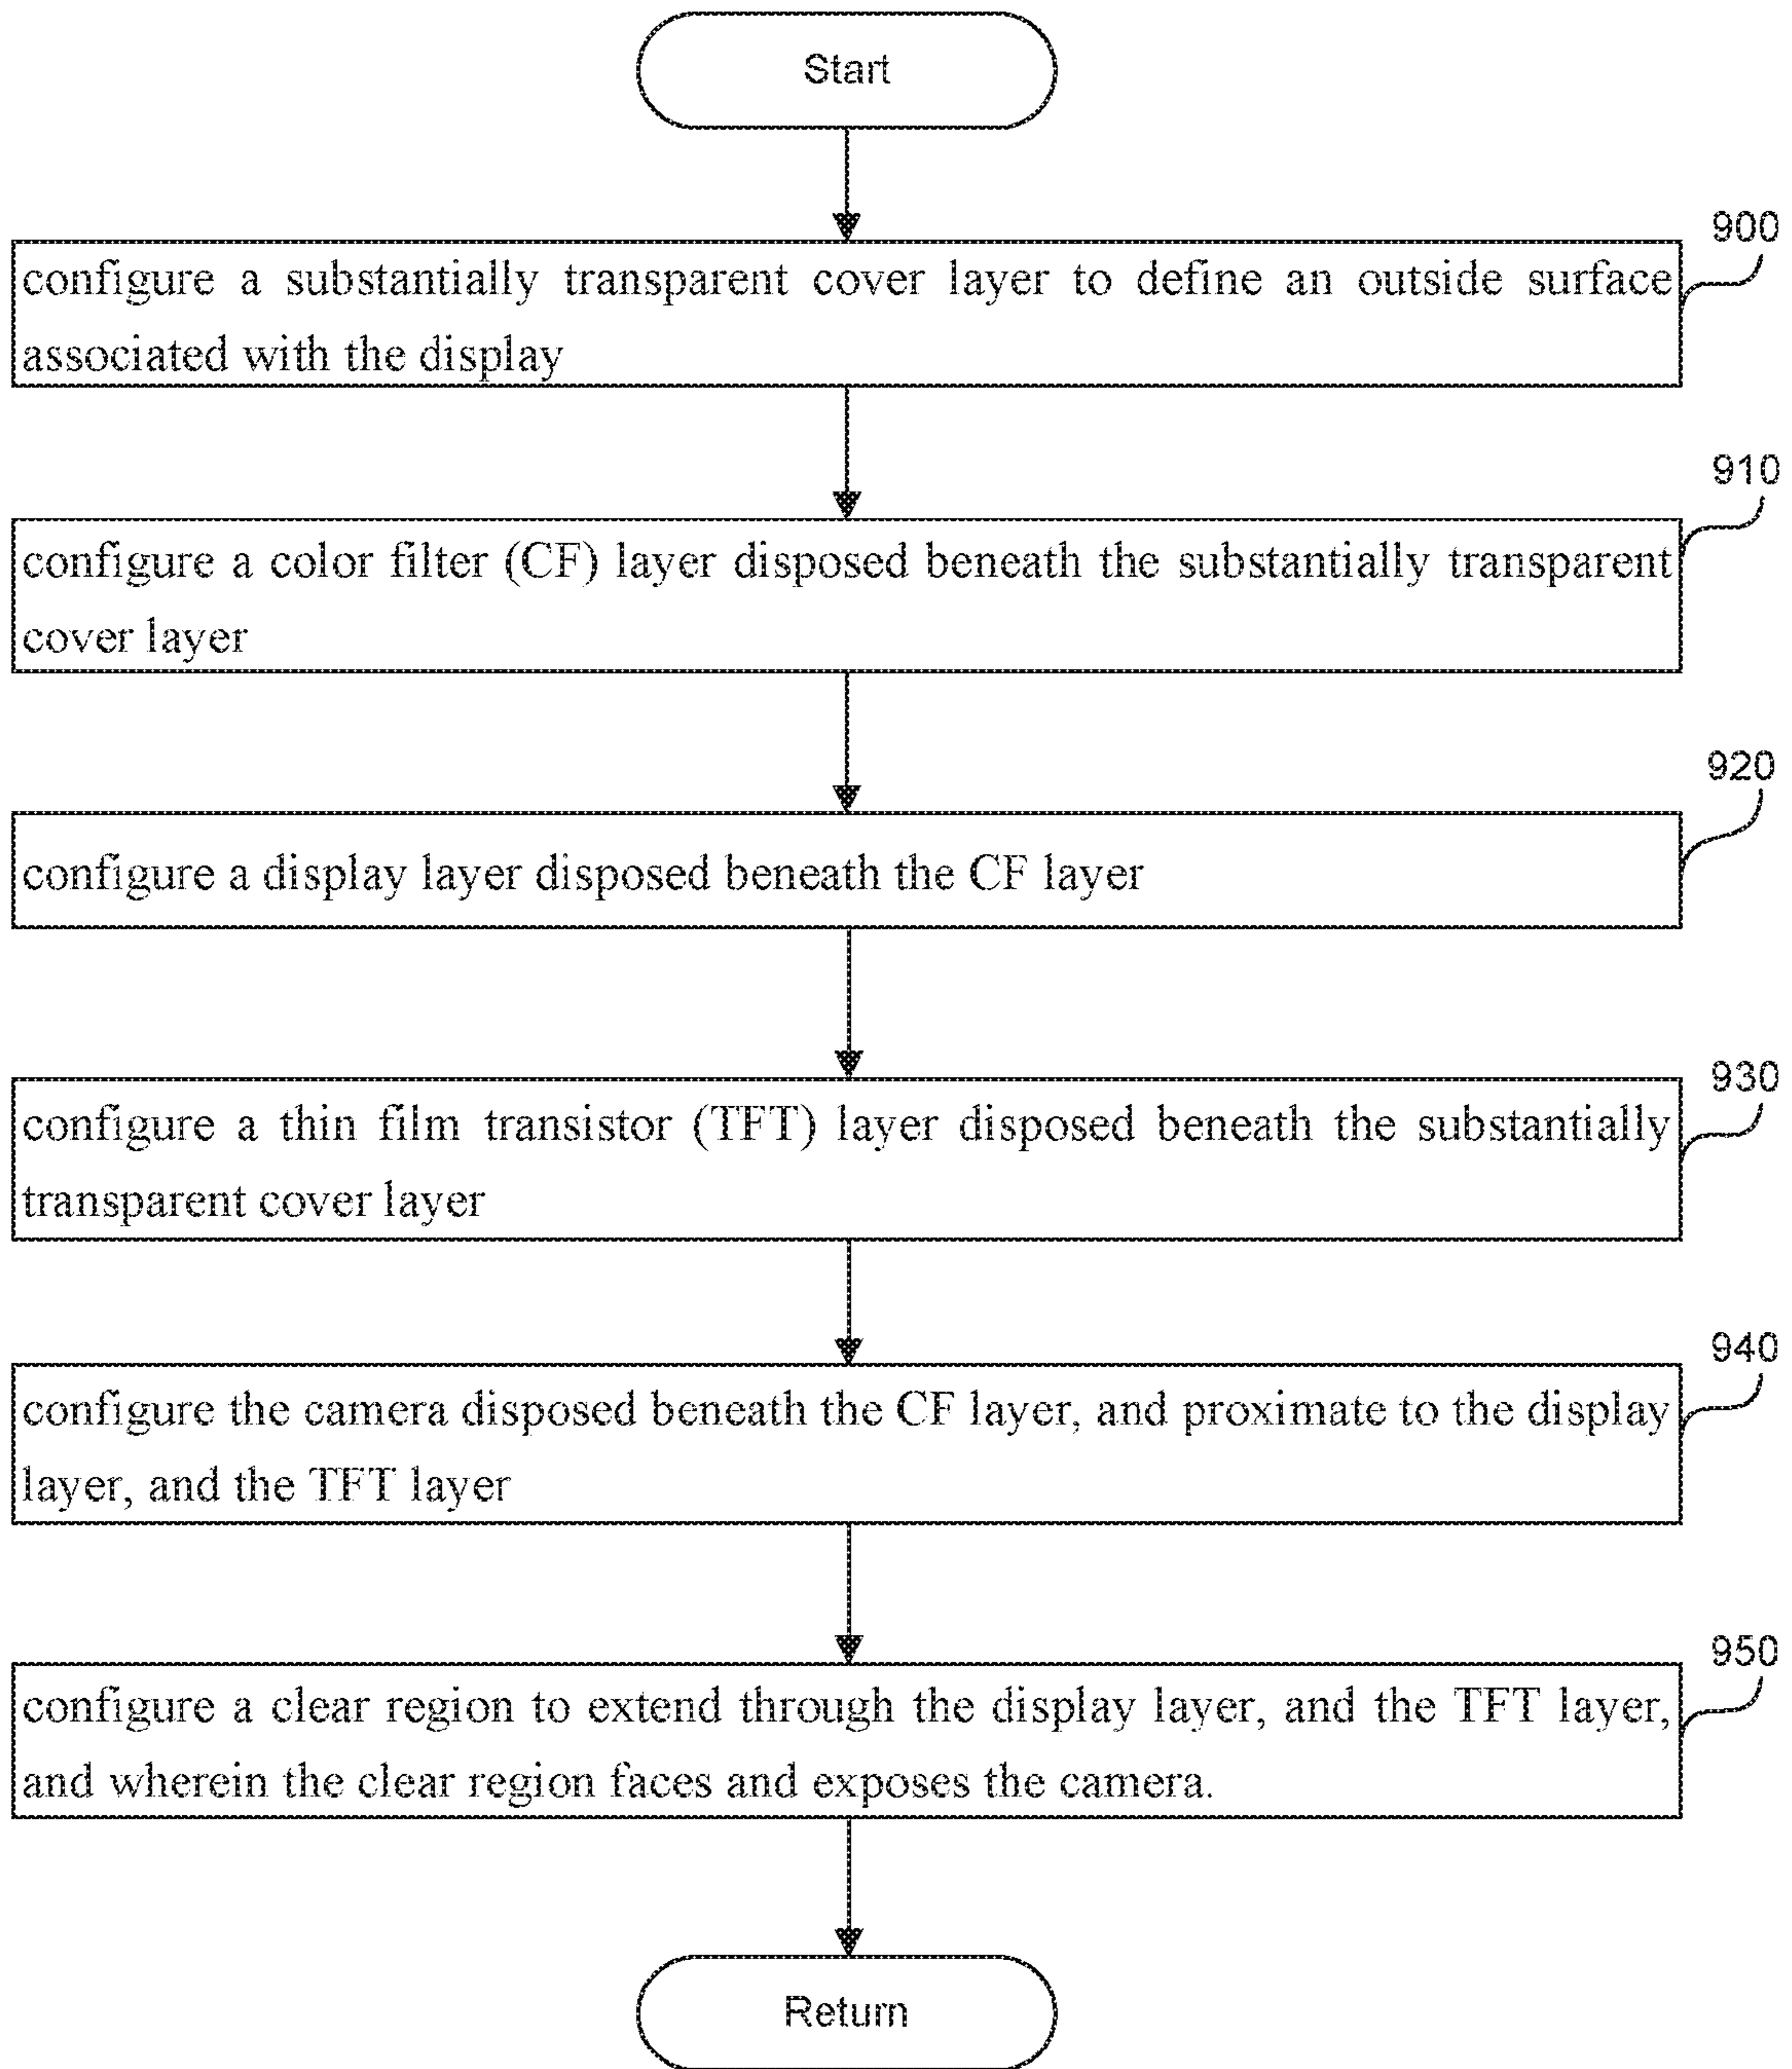 Start
900
configure a substantially transparent cover layer to define an outside surface
associated with the display
910
configure a color filter (CF) layer disposed beneath the substantially transparent
cover layer
920
configure a display layer disposed beneath the CF layer
930
configure a thin film transistor (TFT) layer disposed beneath the substantially
transparent cover layer
940
configure the camera disposed beneath the CF layer, and proximate to the display
layer, and the TFT layer
950
configure a clear region to extend through the display layer, and the TFT layer,
and wherein the clear region faces and exposes the camera.
Return